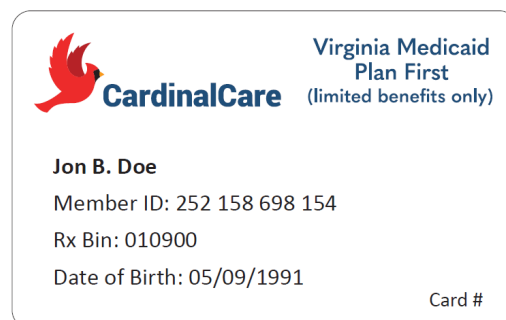 Virginia Medicaid
Plan First
(limited benefits only)
CardinalCare
Jon B. Doe
Member ID: 252 158 698 154
Rx Bin: 010900
Date of Birth: 05/09/1991
Card #